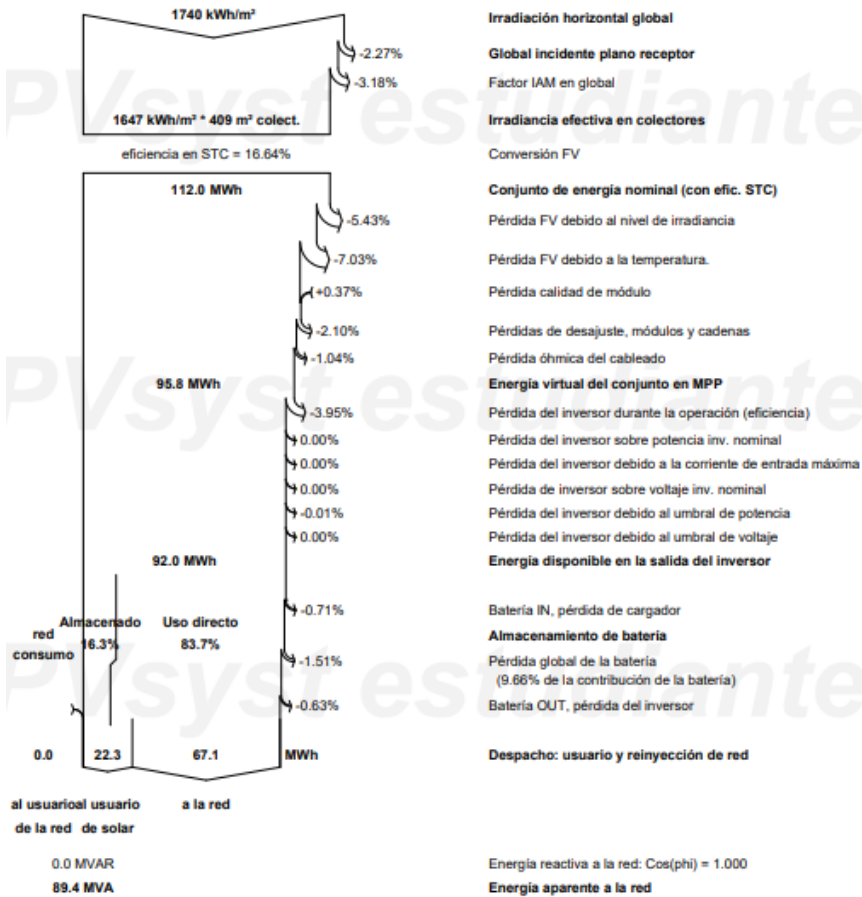 1740 kWh/m² Irradiación horizontal global
-2.27% Global incidente plano receptor
-3.18% Factor IAM en global
PVsyst estudiante
1647 kWh/m² * 409 m² colect. Irradiancia efectiva en colectores
eficiencia en STC = 16.64% Conversión FV
112.0 MWh Conjunto de energía nominal (con efic. STC)
-5.43% Pérdida FV debido al nivel de irradiancia
-7.03% Pérdida FV debido a la temperatura.
+0.37% Pérdida calidad de módulo
-2.10% Pérdidas de desajuste, módulos y cadenas
-1.04% Pérdida óhmica del cableado
95.8 MWh Energía virtual del conjunto en MPP
PVsyst estudiante
-3.95% Pérdida del inversor durante la operación (eficiencia)
0.00% Pérdida del inversor sobre potencia inv. nominal
0.00% Pérdida del inversor debido a la corriente de entrada máxima
0.00% Pérdida de inversor sobre voltaje inv. nominal
-0.01% Pérdida del inversor debido al umbral de potencia
0.00% Pérdida del inversor debido al umbral de voltaje
92.0 MWh Energía disponible en la salida del inversor
-0.71% Batería IN, pérdida de cargador
Almacenado Uso directo
red 16.3% 83.7% Almacenamiento de batería
consumo
-1.51% Pérdida global de la batería
(9.66% de la contribución de la batería)
PVsyst estudiante
-0.63% Batería OUT, pérdida del inversor
0.0 22.3 67.1 MWh Despacho: usuario y reinyección de red
al usuario al usuario a la red
de la red de solar
0.0 MVAR Energía reactiva a la red: Cos(phi) = 1.000
89.4 MVA Energía aparente a la red